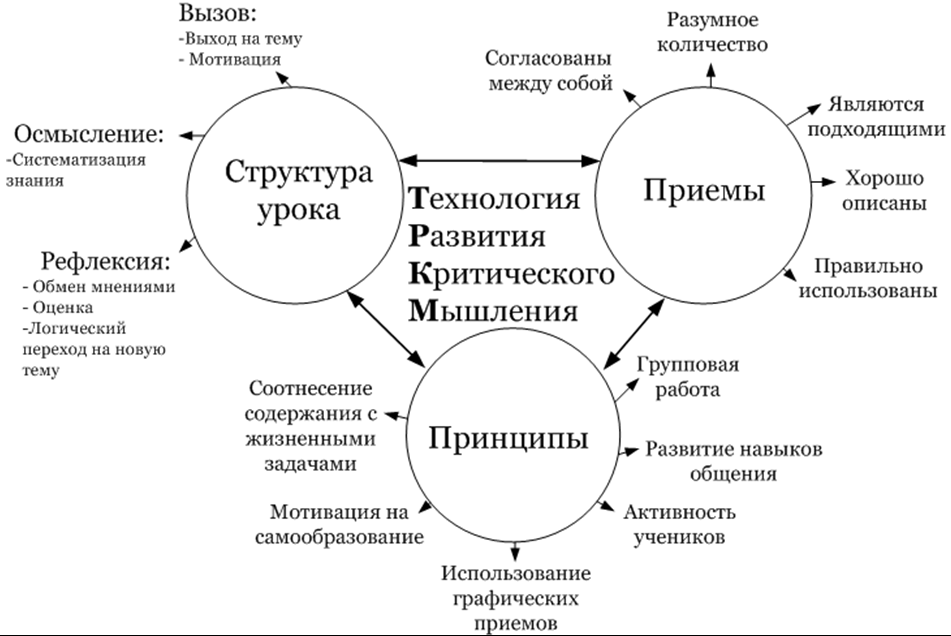 Вызов:
-Выход на тему
- Мотивация
Осмысление:
-Систематизация
знания
Рефлексия:
- Обмен мнениями
- Оценка
-Логический
переход на новую
тему
Структура
урока
Технология
Развития
Критического
Мышления
Согласованы
между собой
Разумное
количество
Являются
подходящими
Хорошо
описаны
Правильно
использованы
Приемы
Принципы
Соотнесение
содержания с
жизненными
задачами
Мотивация на
самообразование
Использование
графических
приемов
Групповая
работа
Развитие навыков
общения
Активность
учеников